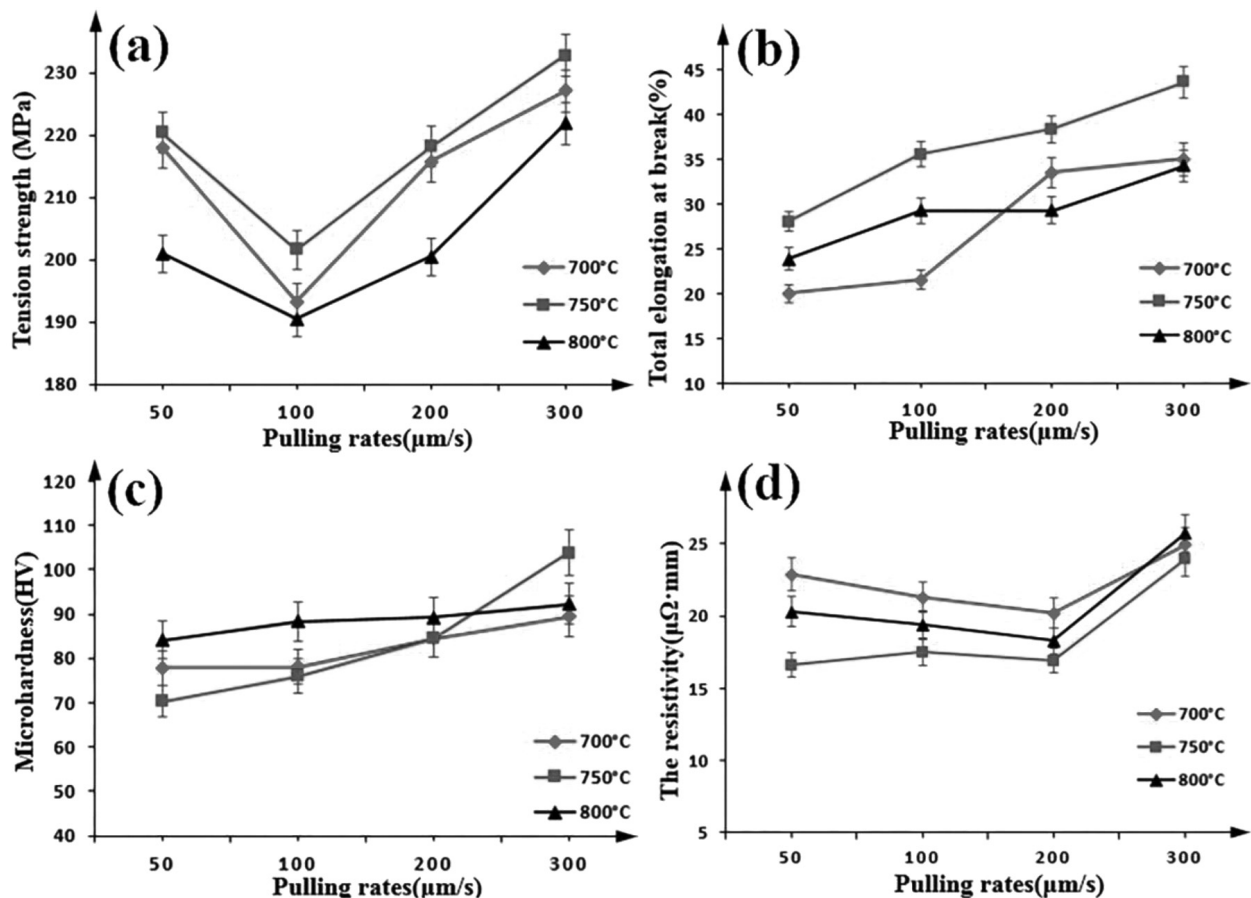 (a)
Tension strength (MPa)
230
220
210
200
190
180
50 100 200 300
Pulling rates(μm/s)
700°C
750°C
800°C
(b)
Total elongation at break(%)
45
40
35
30
25
20
15
10
50 100 200 300
Pulling rates(μm/s)
700°C
750°C
800°C
(c)
Microhardness(HV)
120
110
100
90
80
70
60
50
40
50 100 200 300
Pulling rates(μm/s)
700°C
750°C
800°C
(d)
The resistivity(μΩ·mm)
25
20
15
5
50 100 200 300
Pulling rates(μm/s)
700°C
750°C
800°C